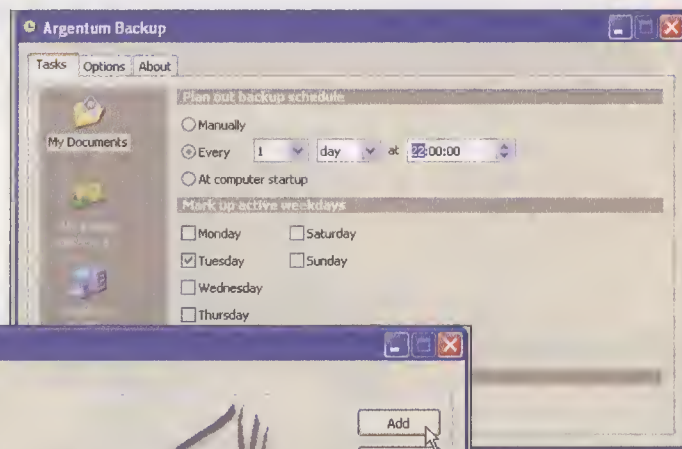 Argentum Backup
Tasks Options About
Plan out backup schedule
Manually
My Documents
Every 1 day at 22:00:00
At computer startup
Mark up active weekdays
Monday Saturday
Tuesday Sunday
Wednesday
Thursday
Add